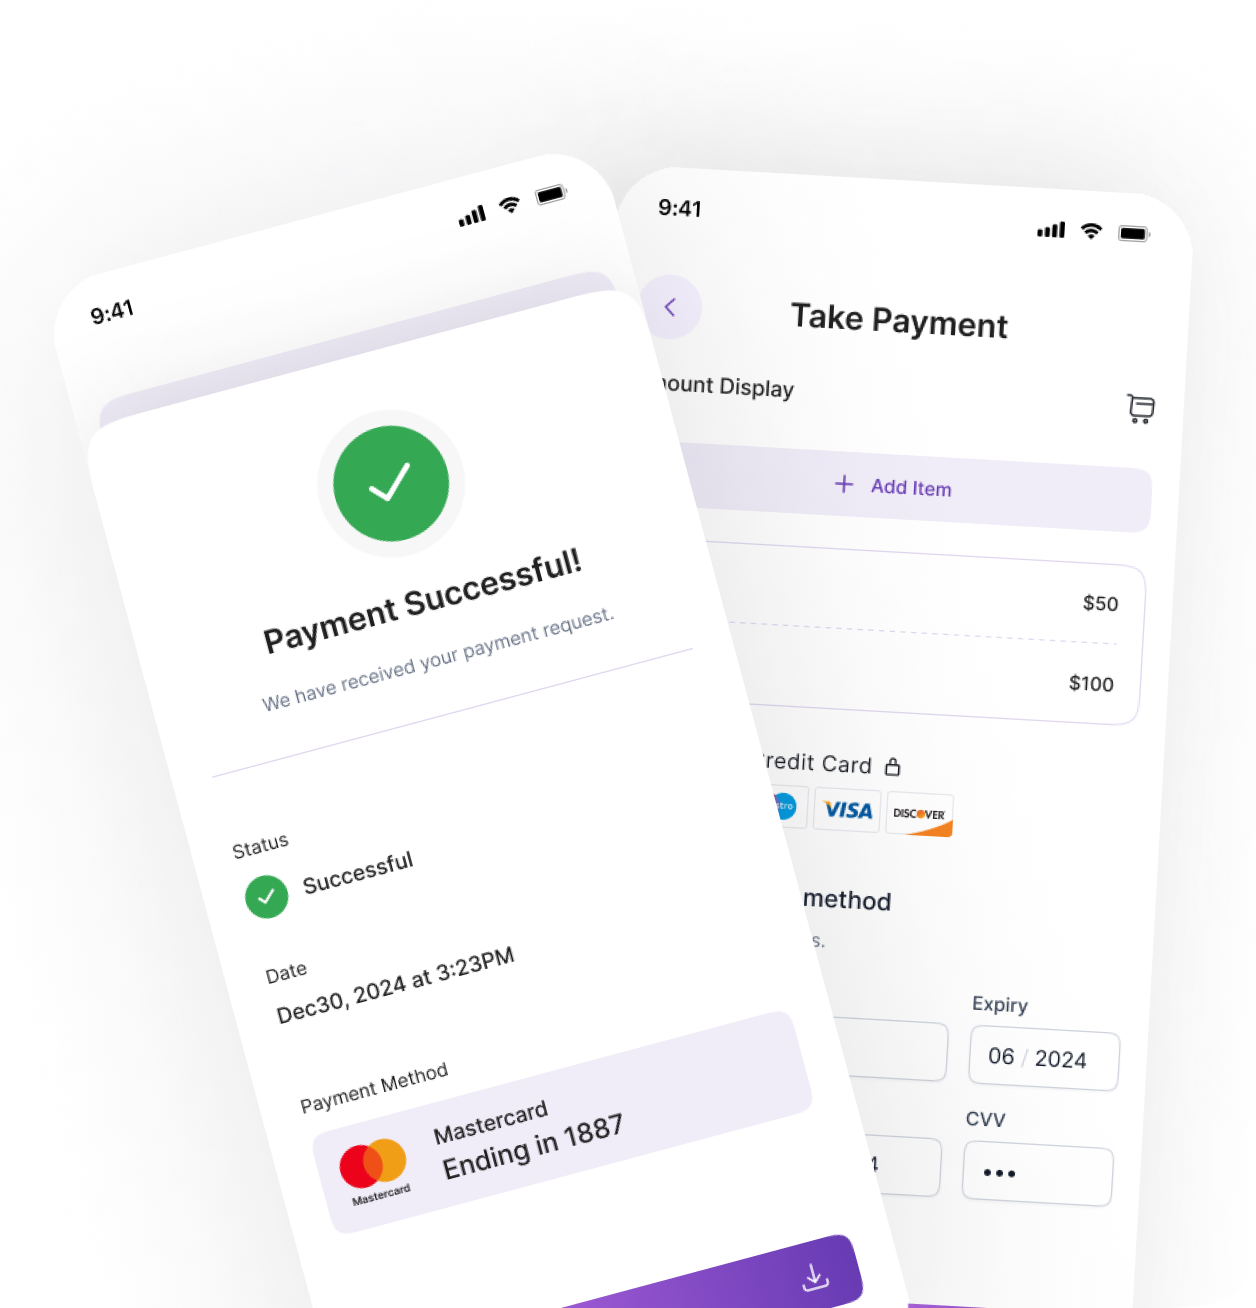 9:41
Payment Successful!
We have received your payment request.
Status
Successful
Date
Dec30, 2024 at 3:23PM
Payment Method
Mastercard
Mastercard
Ending in 1887
9:41
Take Payment
ount Display
+ Add Item
$50
$100
redit Card
VISA
DISCOVER
method
s.
Expiry
06 / 2024
CVV
•••
4